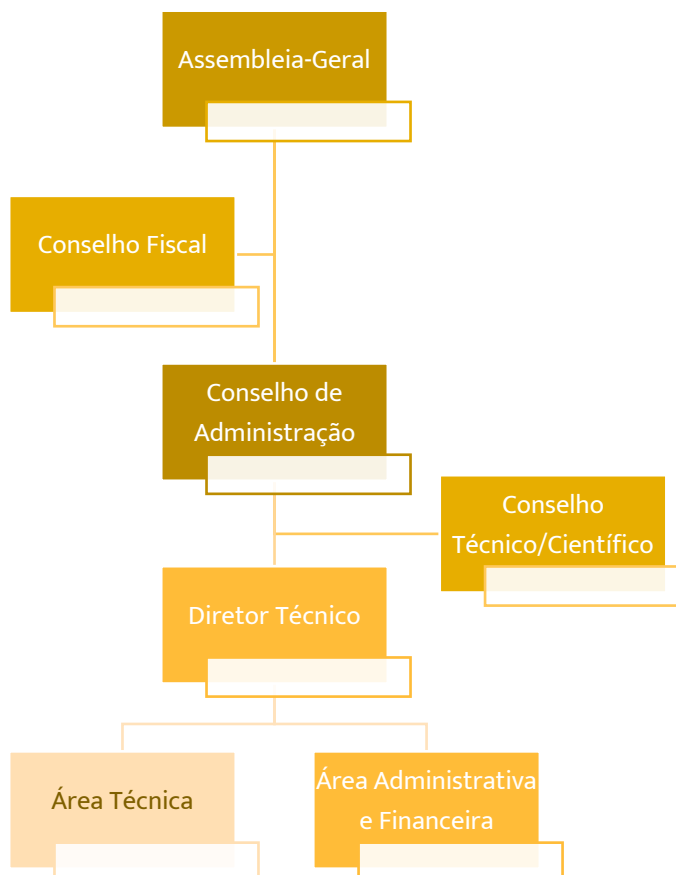 Assembleia-Geral
Conselho Fiscal
Conselho de
Administração
Conselho
Técnico/Científico
Diretor Técnico
Área Técnica
Área Administrativa
e Financeira